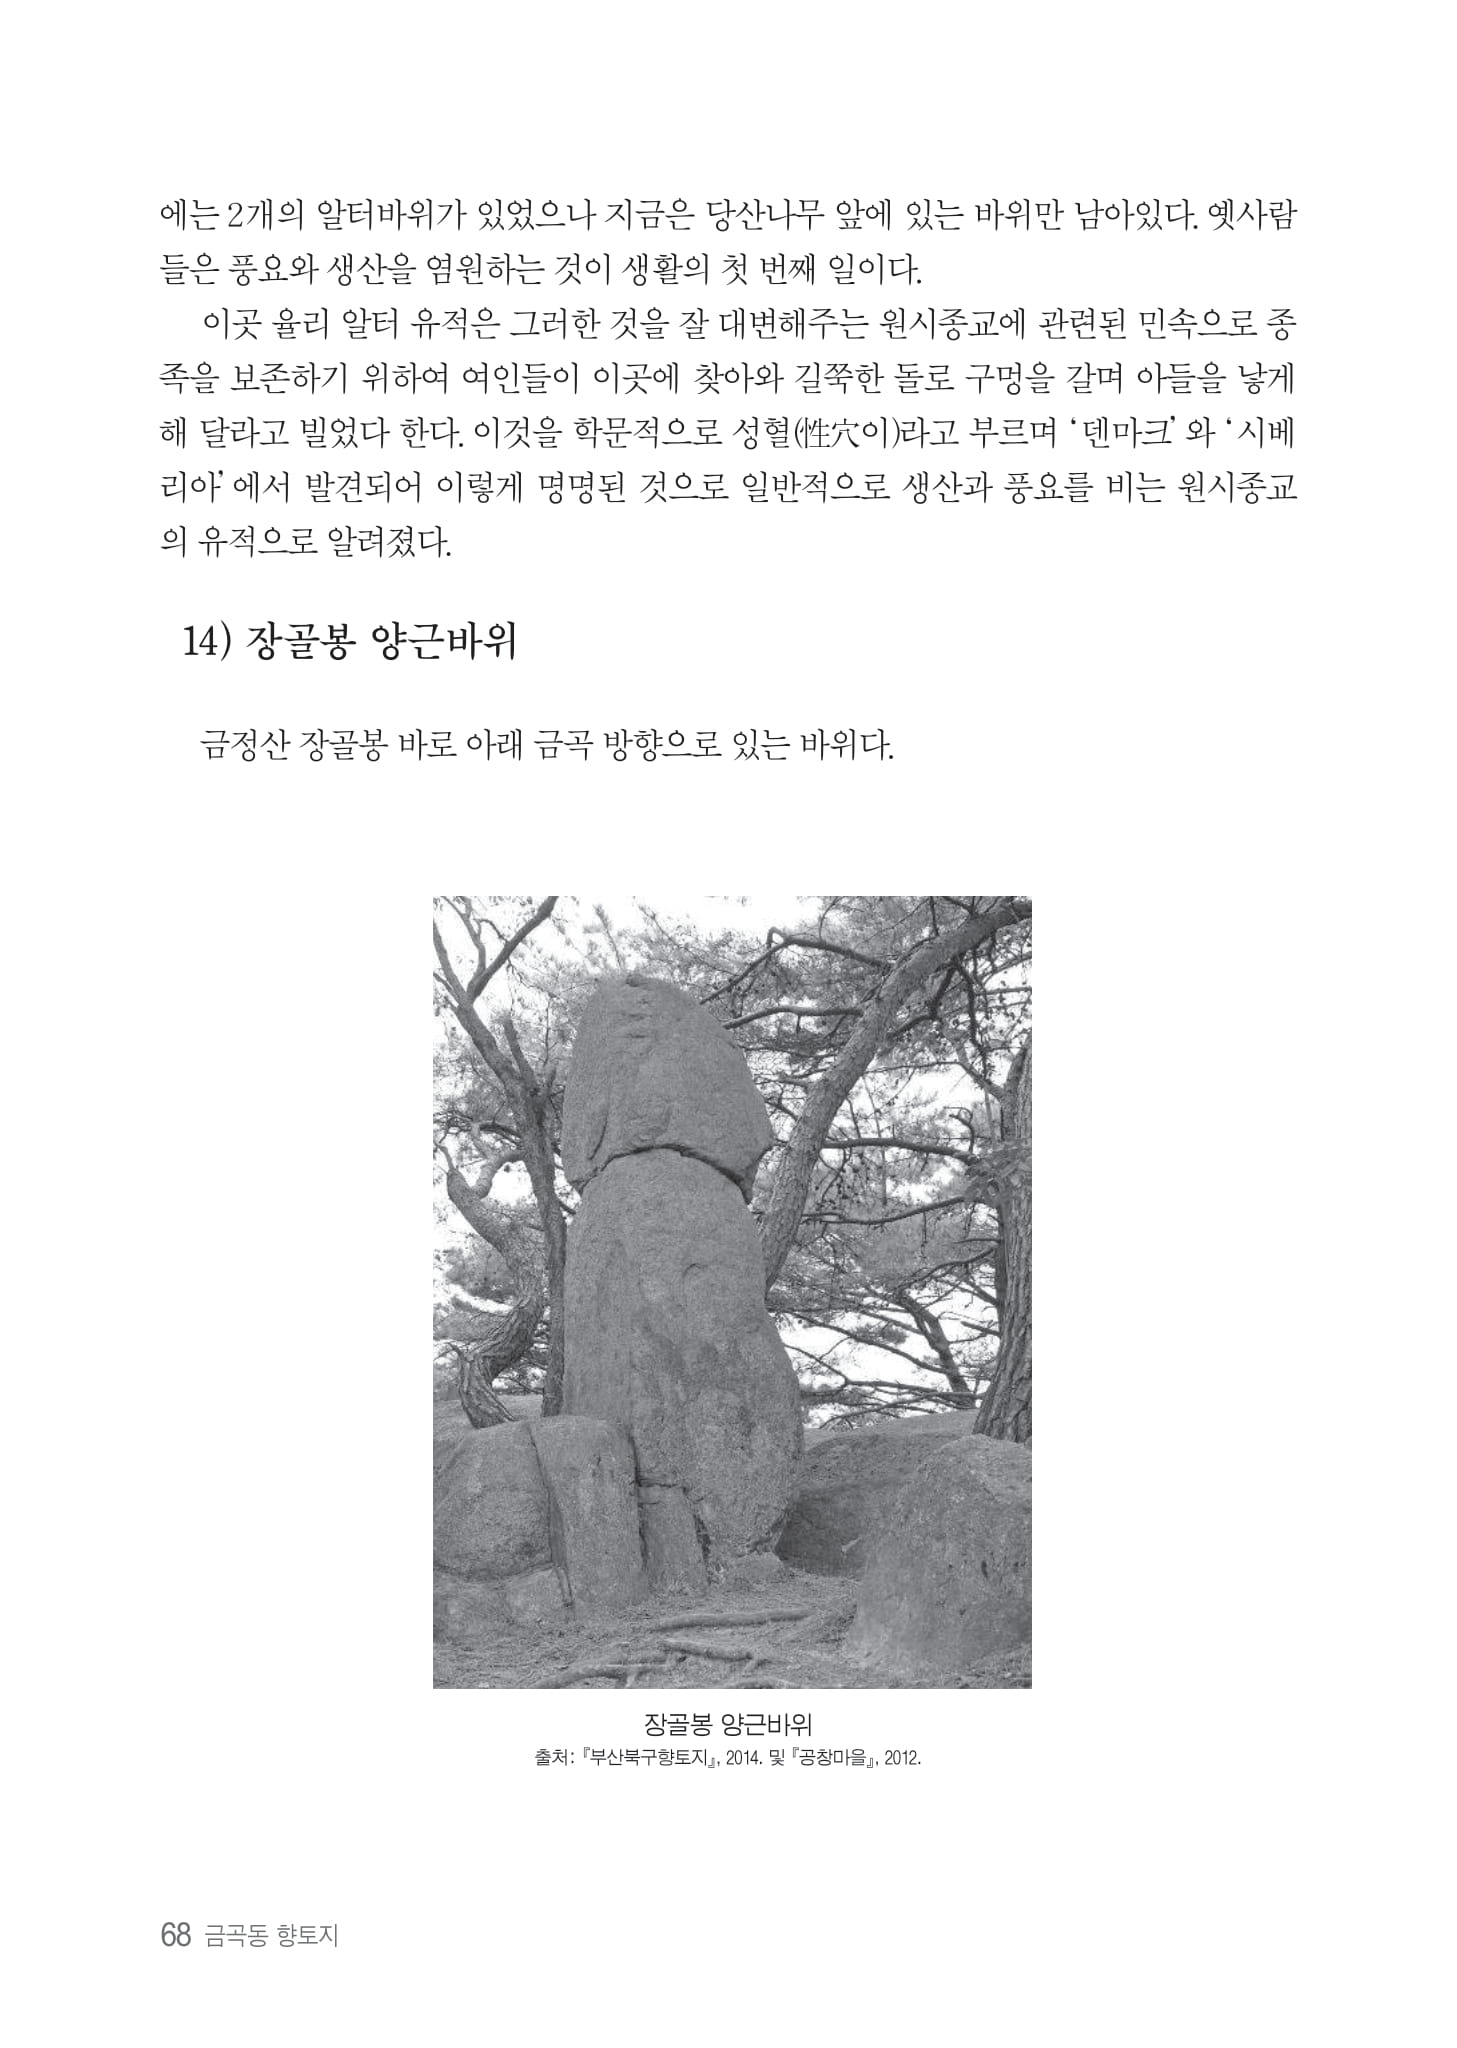 에는 2개의 알터바위가 있었으나 지금은 당산나무 앞에 있는 바위만 남아있다. 옛사람
들은 풍요와 생산을 염원하는 것이 생활의 첫 번째 일이다.
이곳 율리 알터 유적은 그러한 것을 잘 대변해주는 원시종교에 관련된 민속으로 종
족을 보존하기 위하여 여인들이 이곳에 찾아와 길쭉한 돌로 구멍을 갈며 아들을 낳게
해 달라고 빌었다 한다. 이것을 학문적으로 성혈(性穴이)라고 부르며 ‘덴마크’와 ‘시베
리아’에서 발견되어 이렇게 명명된 것으로 일반적으로 생산과 풍요를 비는 원시종교
의 유적으로 알려졌다.
14) 장골봉 양근바위
금정산 장골봉 바로 아래 금곡 방향으로 있는 바위다.
장골봉 양근바위
출처: 『부산북구향토지』, 2014. 및 『공창마을』, 2012.
68 금곡동 향토지